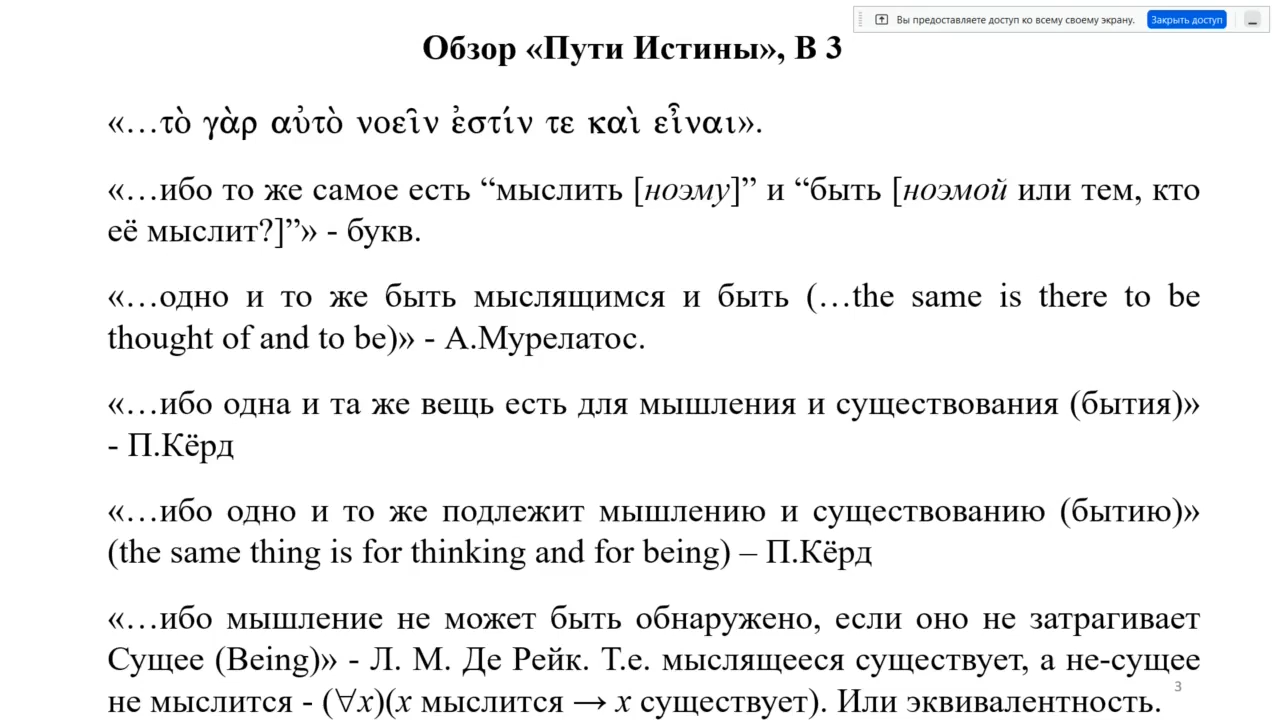 Вы предоставляете доступ ко всему своему экрану. Закрыть доступ
Обзор «Пути Истины», В 3
«…τὸ γὰρ αὐτὸ νοεῖν ἐστίν τε καὶ εἶναι».
«…ибо то же самое есть “мыслить [ноэму]” и “быть [ноэмой или тем, кто
её мыслит?]”» - букв.
«…одно и то же быть мыслящимся и быть (…the same is there to be
thought of and to be)» - А.Мурелатос.
«…ибо одна и та же вещь есть для мышления и существования (бытия)»
- П.Кёрд
«…ибо одно и то же подлежит мышлению и существованию (бытию)»
(the same thing is for thinking and for being) – П.Кёрд
«…ибо мышление не может быть обнаружено, если оно не затрагивает
Сущее (Being)» - Л. М. Де Рейк. Т.е. мыслящееся существует, а не-сущее
не мыслится - (∀x)(x мыслится → x существует). Или эквивалентность.
3